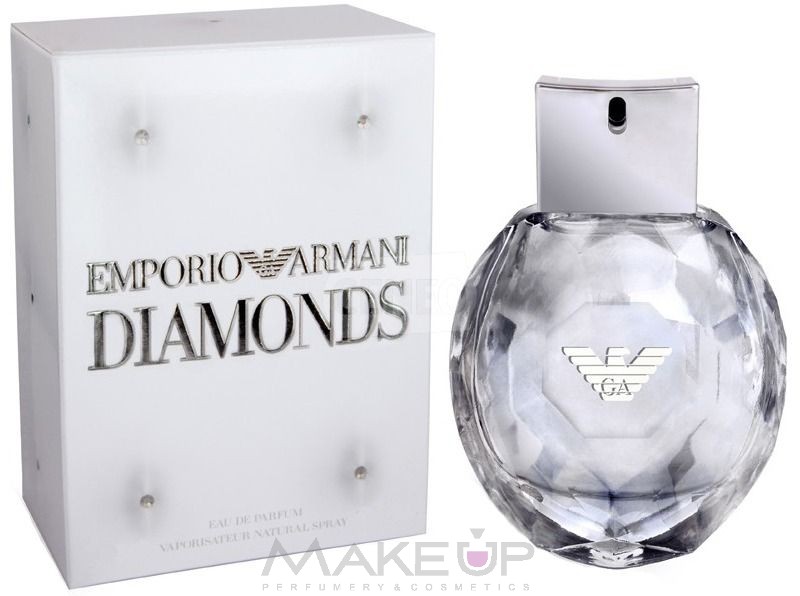 EMPORIO ARMANI
DIAMONDS
EAU DE PARFUM
VAPORISATEUR NATURAL SPRAY
GA
MAKEUP
PERFUMERY & COSMETICS